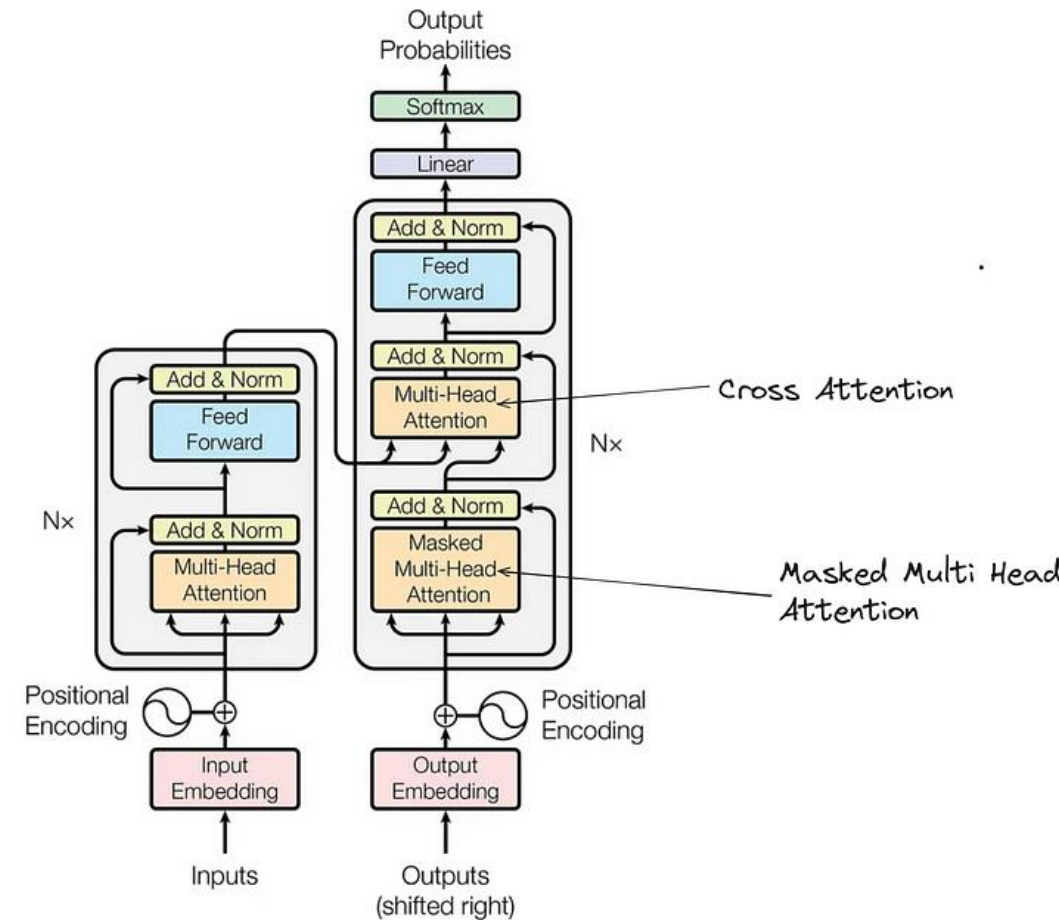 Output
Probabilities
Softmax
Linear
Add & Norm
Feed
Forward
Add & Norm
Multi-Head
Attention
Cross Attention
N×
Add & Norm
Masked
Multi-Head
Attention
Masked Multi Head
Attention
Add & Norm
Feed
Forward
N×
Add & Norm
Multi-Head
Attention
Positional
Encoding
Positional
Encoding
Input
Embedding
Output
Embedding
Inputs
Outputs
(shifted right)